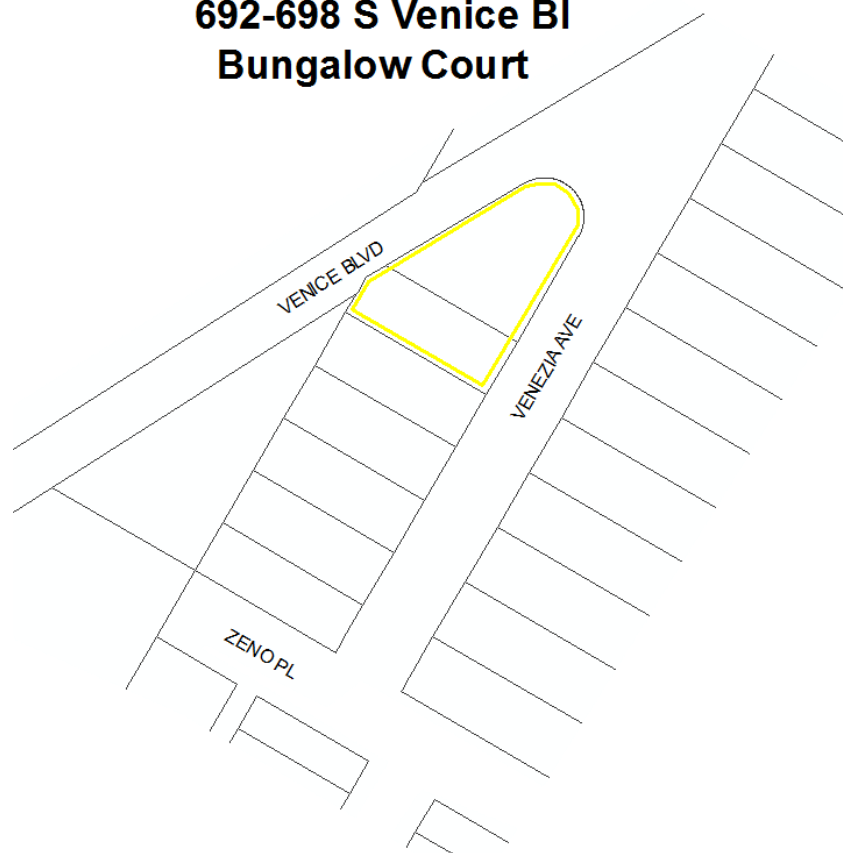 692-698 S Venice Bl
Bungalow Court
VENICE BLVD
VENEZIA AVE
ZENO PL